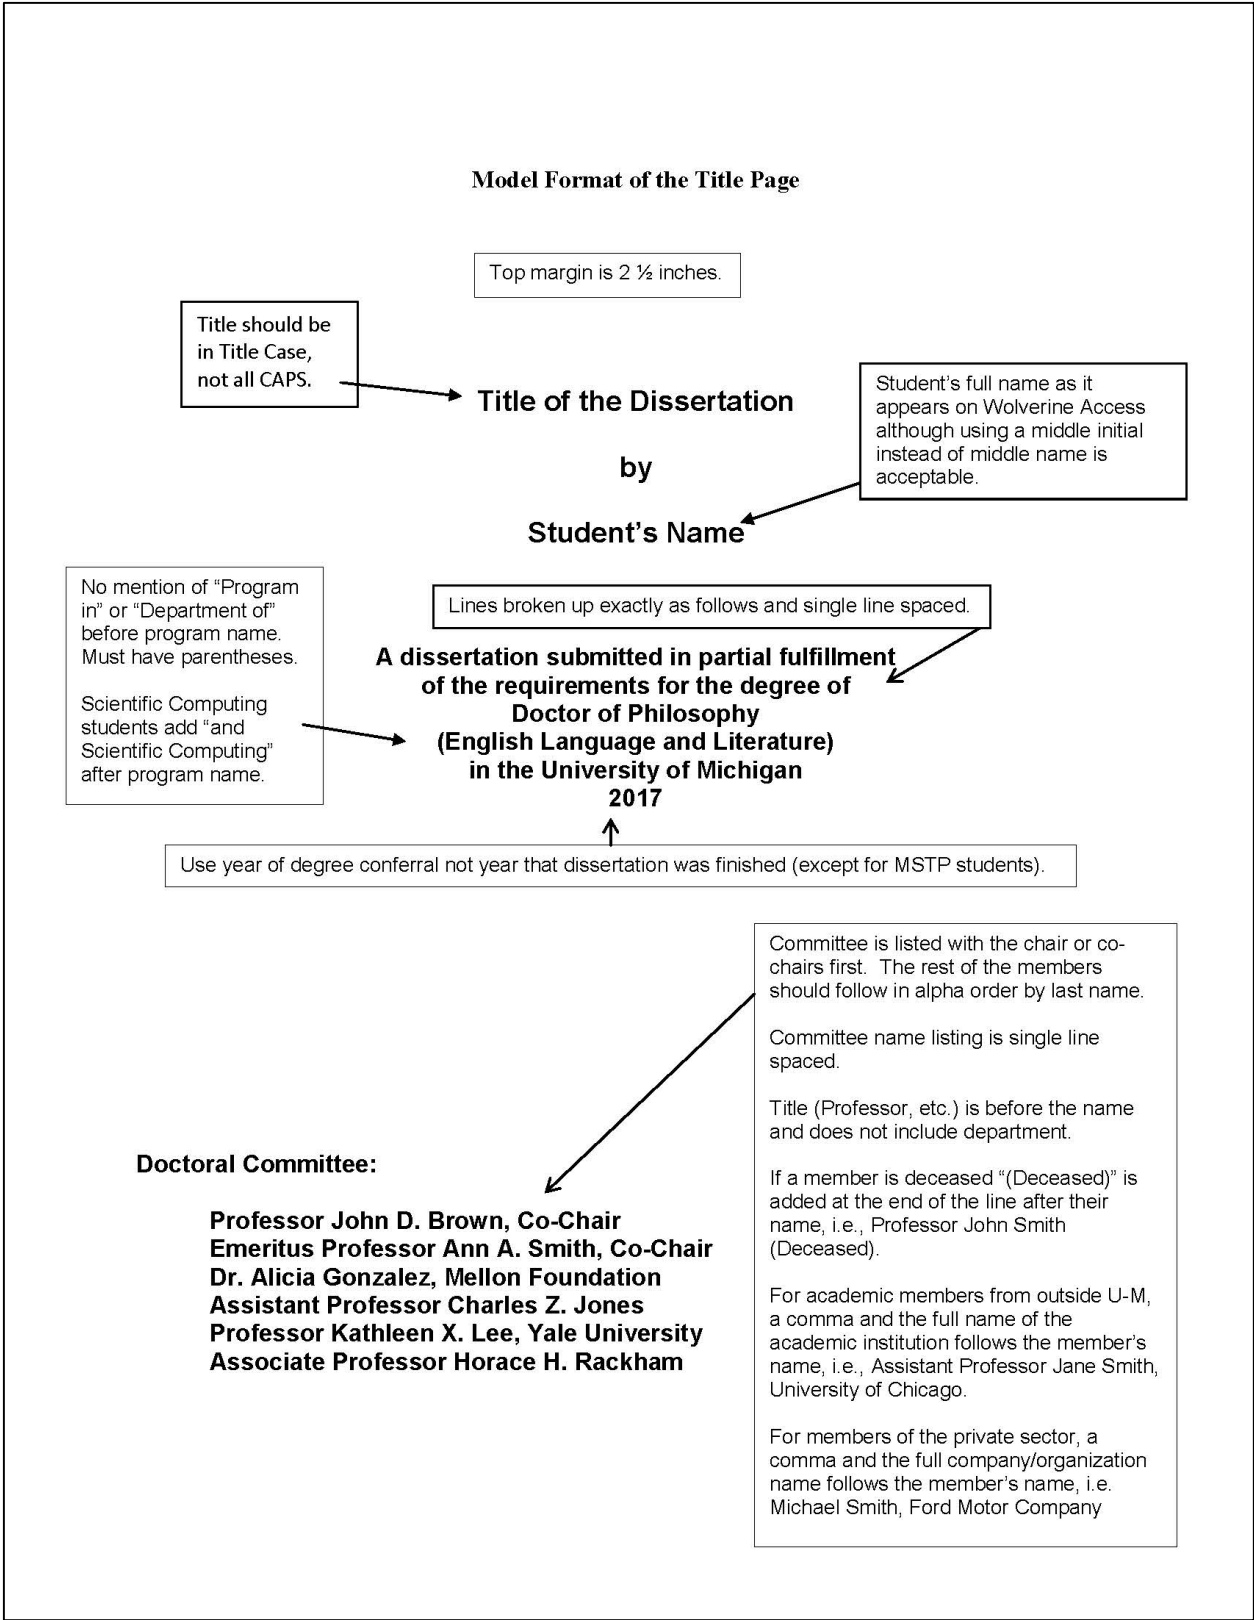 Model Format of the Title Page
Top margin is 2 ½ inches.
Title should be
in Title Case,
not all CAPS.
Title of the Dissertation
Student’s full name as it
appears on Wolverine Access
although using a middle initial
instead of middle name is
acceptable.
by
Student’s Name
No mention of “Program
in” or “Department of”
before program name.
Must have parentheses.
Scientific Computing
students add “and
Scientific Computing”
after program name.
Lines broken up exactly as follows and single line spaced.
A dissertation submitted in partial fulfillment
of the requirements for the degree of
Doctor of Philosophy
(English Language and Literature)
in the University of Michigan
2017
Use year of degree conferral not year that dissertation was finished (except for MSTP students).
Committee is listed with the chair or co-
chairs first.  The rest of the members
should follow in alpha order by last name.
Committee name listing is single line
spaced.
Title (Professor, etc.) is before the name
and does not include department.
If a member is deceased “(Deceased)” is
added at the end of the line after their
name, i.e., Professor John Smith
(Deceased).
For academic members from outside U-M,
a comma and the full name of the
academic institution follows the member’s
name, i.e., Assistant Professor Jane Smith,
University of Chicago.
For members of the private sector, a
comma and the full company/organization
name follows the member’s name, i.e.
Michael Smith, Ford Motor Company
Doctoral Committee:
Professor John D. Brown, Co-Chair
Emeritus Professor Ann A. Smith, Co-Chair
Dr. Alicia Gonzalez, Mellon Foundation
Assistant Professor Charles Z. Jones
Professor Kathleen X. Lee, Yale University
Associate Professor Horace H. Rackham